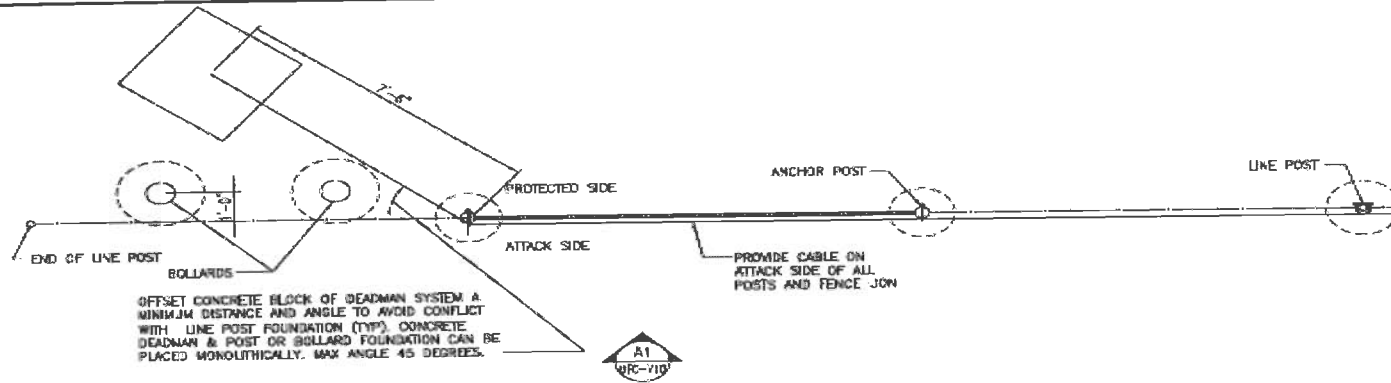 7'-6"
PROTECTED SIDE
ANCHOR POST
LINE POST
END OF LINE POST
BOLLARDS
ATTACK SIDE
PROVIDE CABLE ON
ATTACK SIDE OF ALL
POSTS AND FENCE JON
OFFSET CONCRETE BLOCK OF DEADMAN SYSTEM A
MINIMUM DISTANCE AND ANGLE TO AVOID CONFLICT
WITH LINE POST FOUNDATION (TYP). CONCRETE
DEADMAN & POST OR BOLLARD FOUNDATION CAN BE
PLACED MONOLITHICALLY. MAX ANGLE 45 DEGREES.
A1